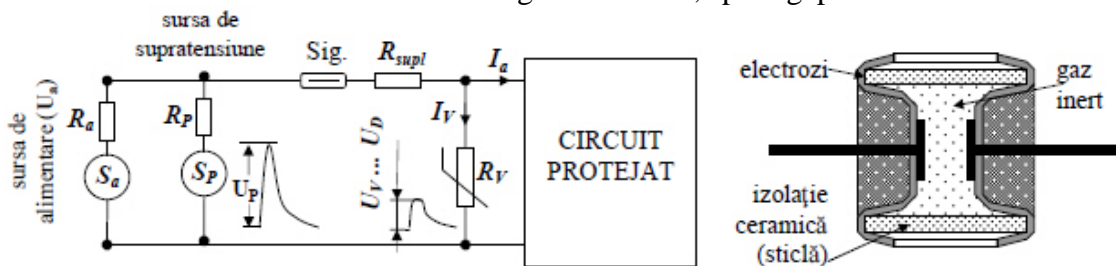 sursa de
supratensiune
Sig.
R_supl
I_a
sursa de
alimentare (U_a)
R_a
R_P
I_V
S_a
S_P
U_P
U_V ... U_D
R_V
CIRCUIT
PROTEJAT
electrozi
gaz
inert
izolație
ceramică
(sticlă)